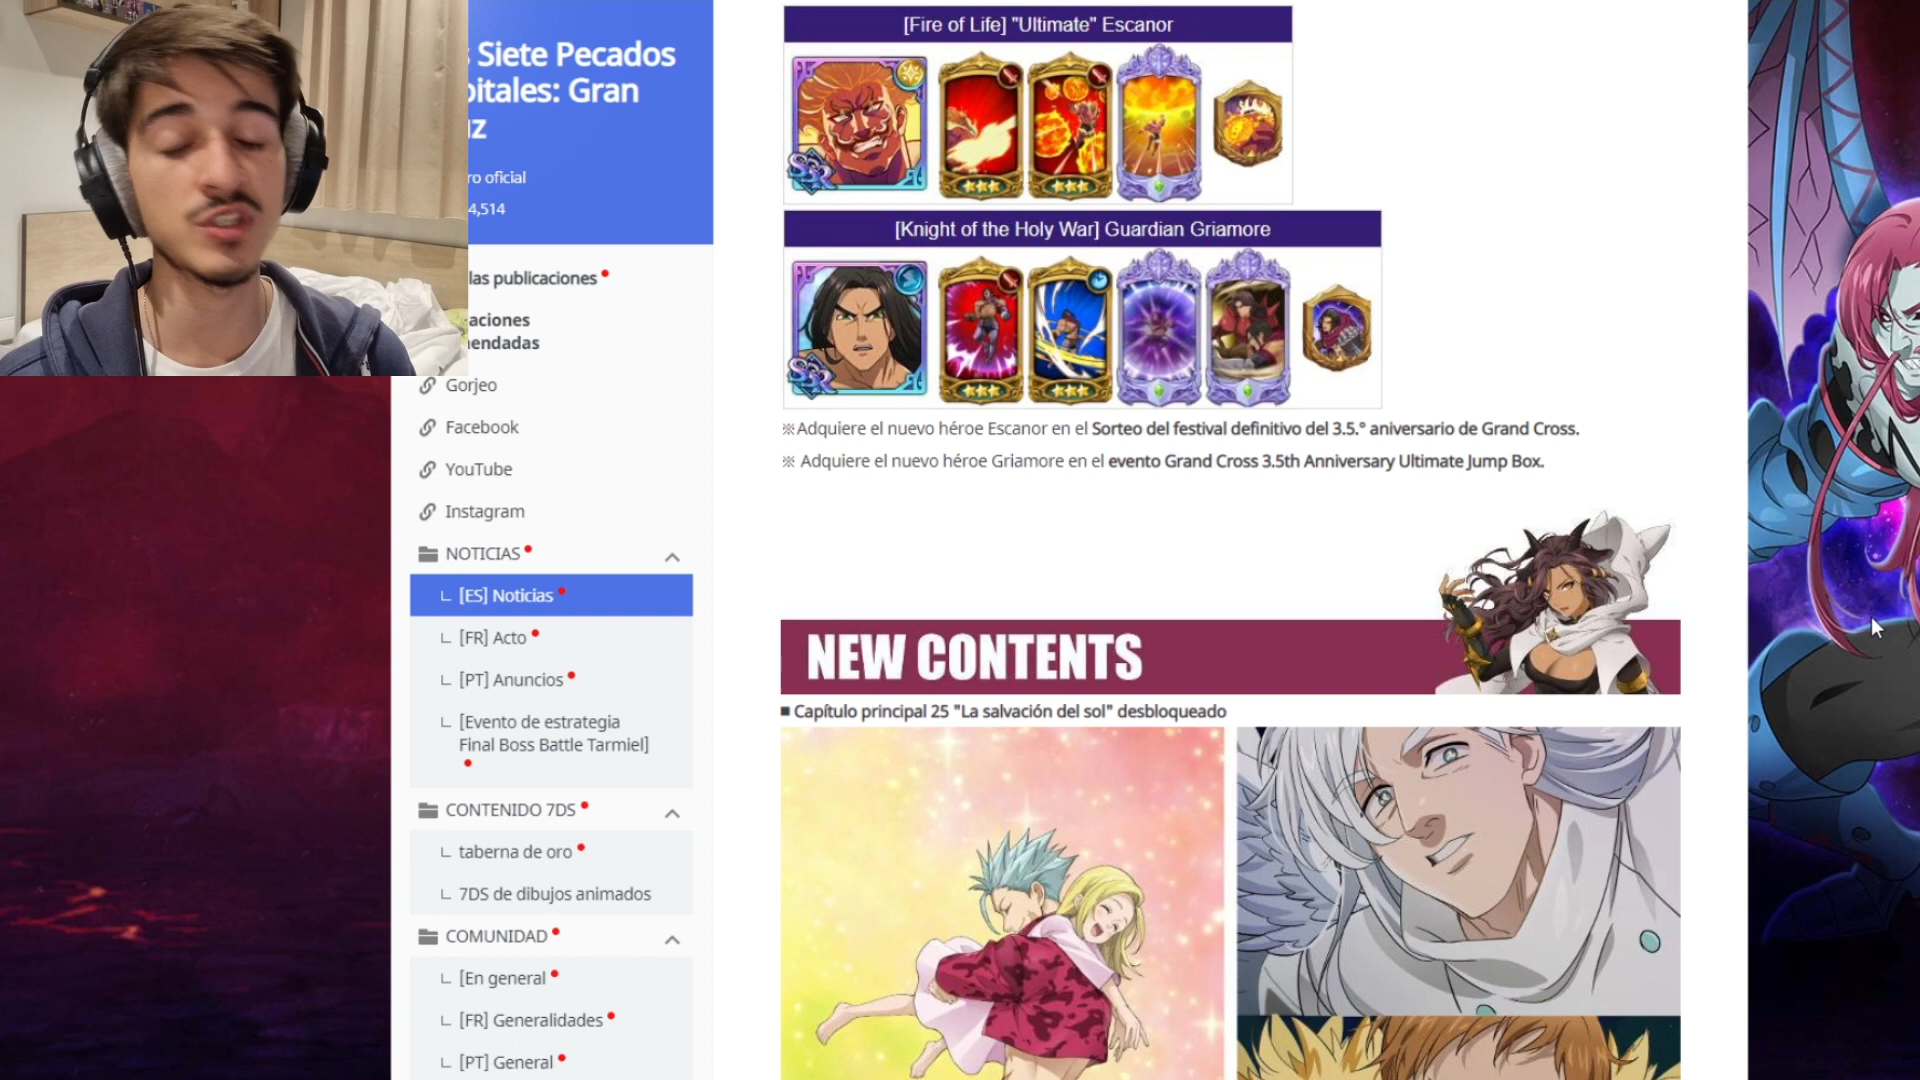 Siete Pecados
pitales: Gran
uz
ro oficial
4,514
las publicaciones
aciones
nendadas
Gorjeo
Facebook
YouTube
Instagram
NOTICIAS
[ES] Noticias
[FR] Acto
[PT] Anuncios
[Evento de estrategia
Final Boss Battle Tarmiel]
CONTENIDO 7DS
taberna de oro
7DS de dibujos animados
COMUNIDAD
[En general
[FR] Generalidades
[PT] General
[Fire of Life] "Ultimate" Escanor
SSR
[Knight of the Holy War] Guardian Griamore
SSR
※Adquiere el nuevo héroe Escanor en el Sorteo del festival definitivo del 3.5.° aniversario de Grand Cross.
※ Adquiere el nuevo héroe Griamore en el evento Grand Cross 3.5th Anniversary Ultimate Jump Box.
NEW CONTENTS
■ Capítulo principal 25 "La salvación del sol" desbloqueado